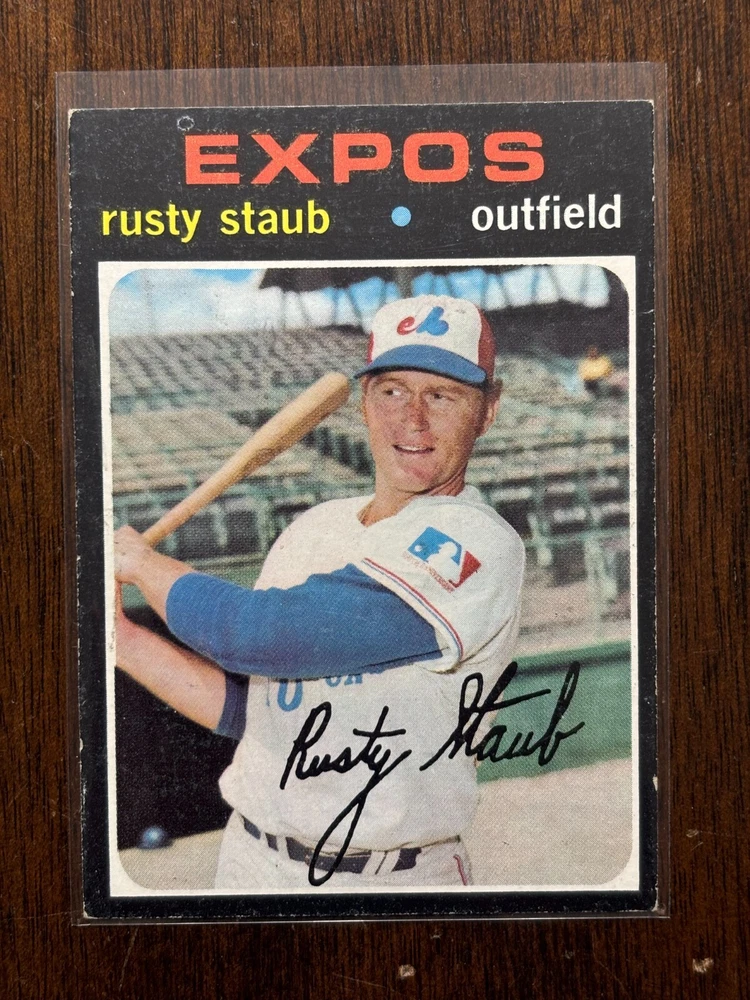 EXPOS
rusty staub • outfield
Rusty Staub